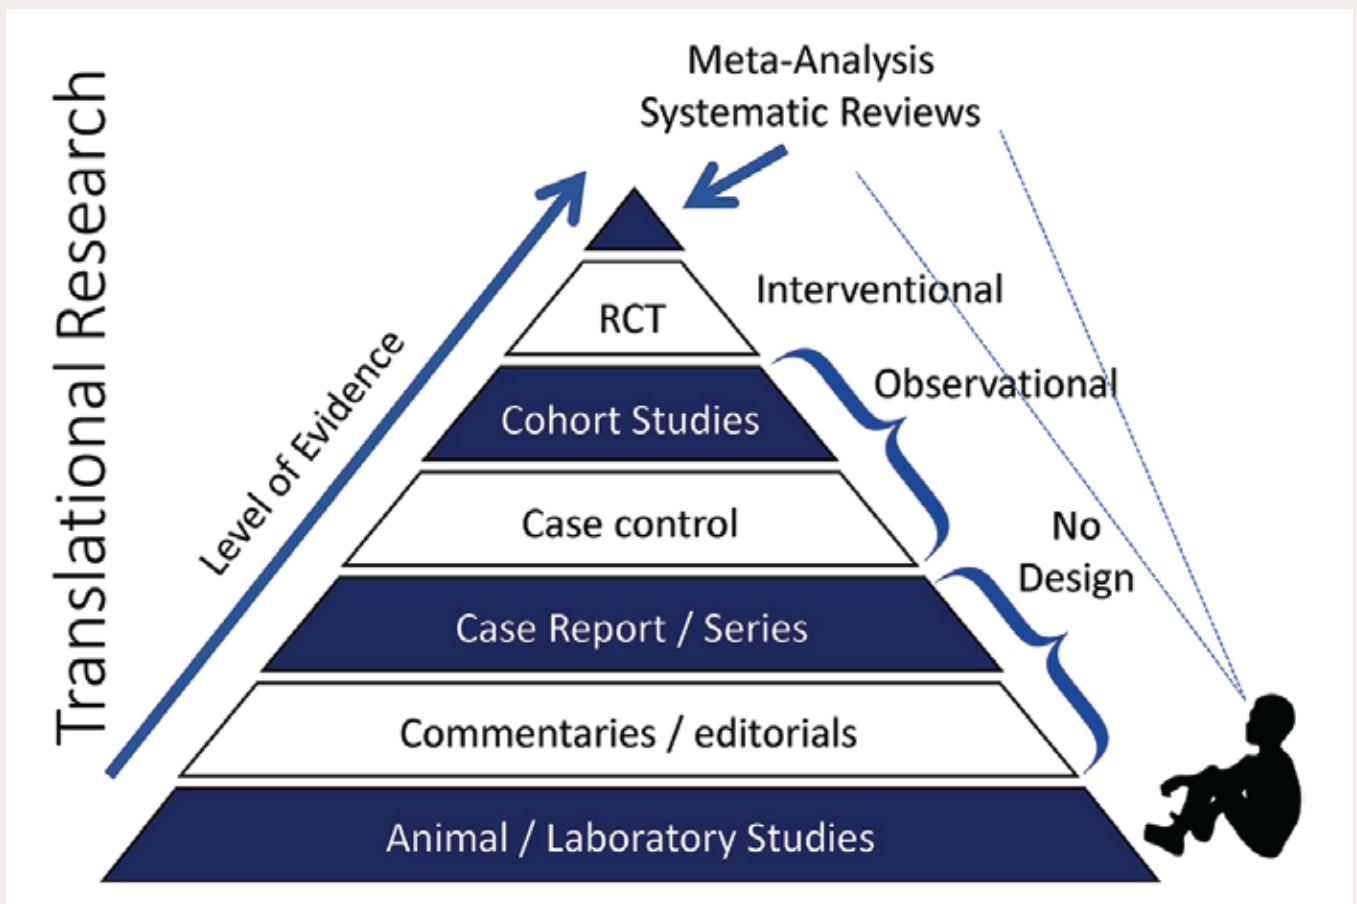 Translational Research
Level of Evidence
Meta-Analysis
Systematic Reviews
RCT
Interventional
Observational
Cohort Studies
Case control
No
Design
Case Report / Series
Commentaries / editorials
Animal / Laboratory Studies